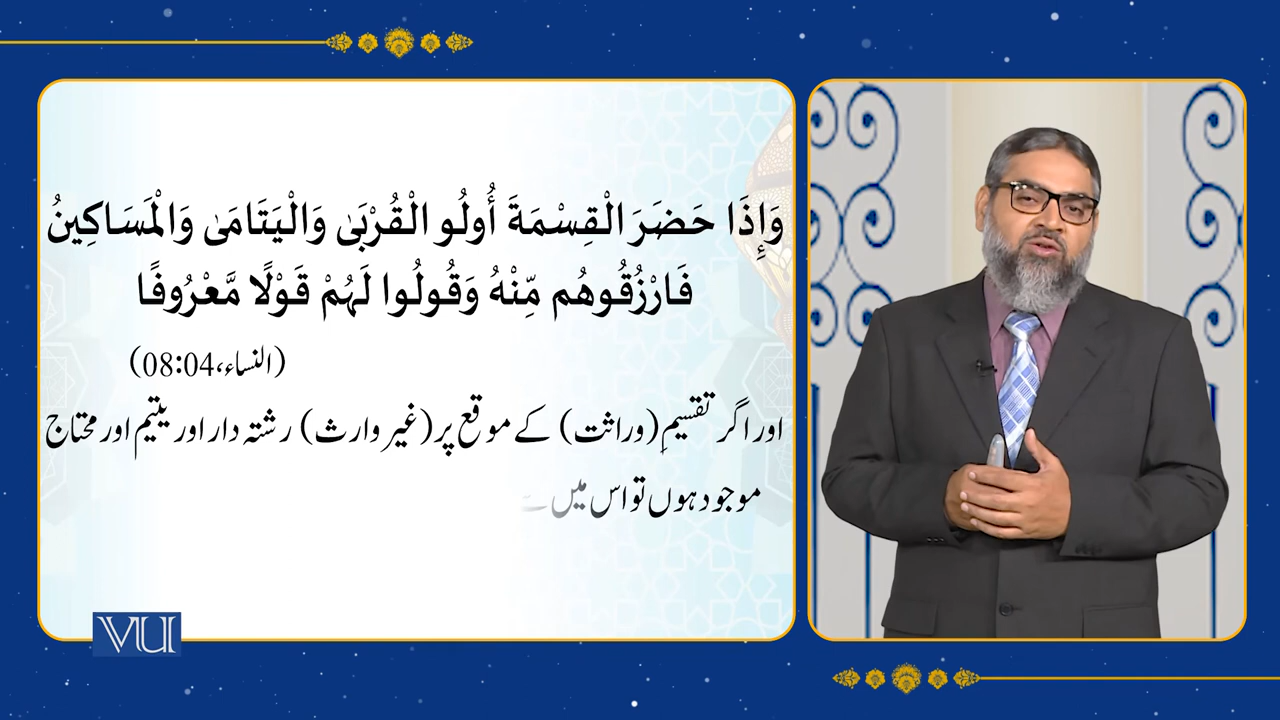 وَإِذَا حَضَرَ الْقِسْمَةَ أُولُو الْقُرْبَىٰ وَالْيَتَامَىٰ وَالْمَسَاكِينُ
فَارْزُقُوهُم مِّنْهُ وَقُولُوا لَهُمْ قَوْلًا مَّعْرُوفًا
(النساء،08:04)
اور اگر تقسیمِ (وراثت) کے موقع پر (غیر وارث) رشتہ دار اور یتیم اور محتاج
موجود ہوں تو اس میں سے
VU